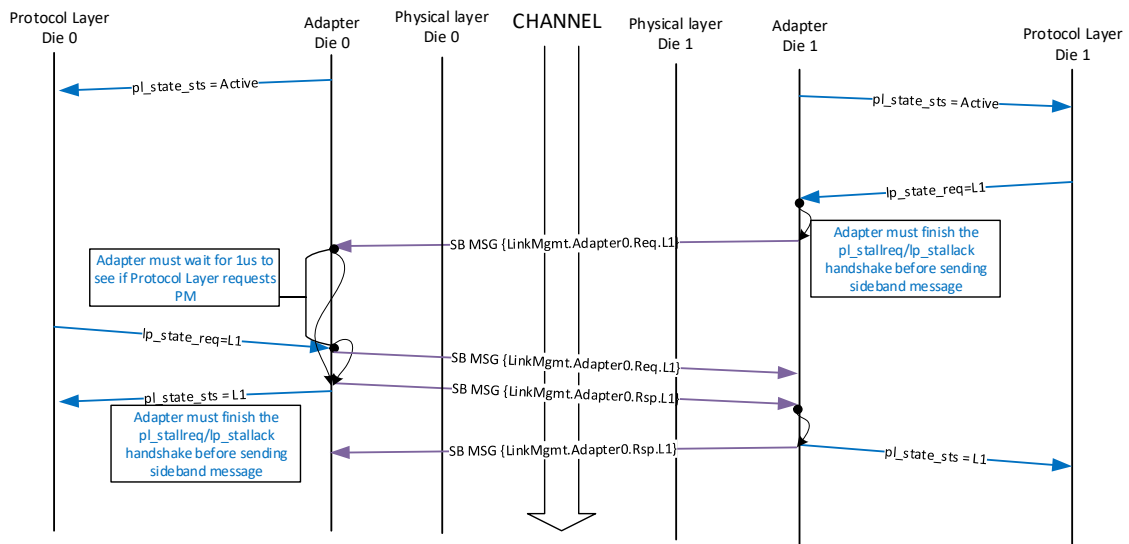 Protocol Layer
Die 0
Adapter
Die 0
Physical layer
Die 0
CHANNEL
Physical layer
Die 1
Adapter
Die 1
Protocol Layer
Die 1
pl_state_sts = Active
pl_state_sts = Active
lp_state_req=L1
SB MSG {LinkMgmt.Adapter0.Req.L1}
Adapter must finish the
pl_stallreq/lp_stallack
handshake before sending
sideband message
Adapter must wait for 1us to
see if Protocol Layer requests
PM
lp_state_req=L1
SB MSG {LinkMgmt.Adapter0.Req.L1}
pl_state_sts = L1
SB MSG {LinkMgmt.Adapter0.Rsp.L1}
Adapter must finish the
pl_stallreq/lp_stallack
handshake before sending
sideband message
SB MSG {LinkMgmt.Adapter0.Rsp.L1}
pl_state_sts = L1